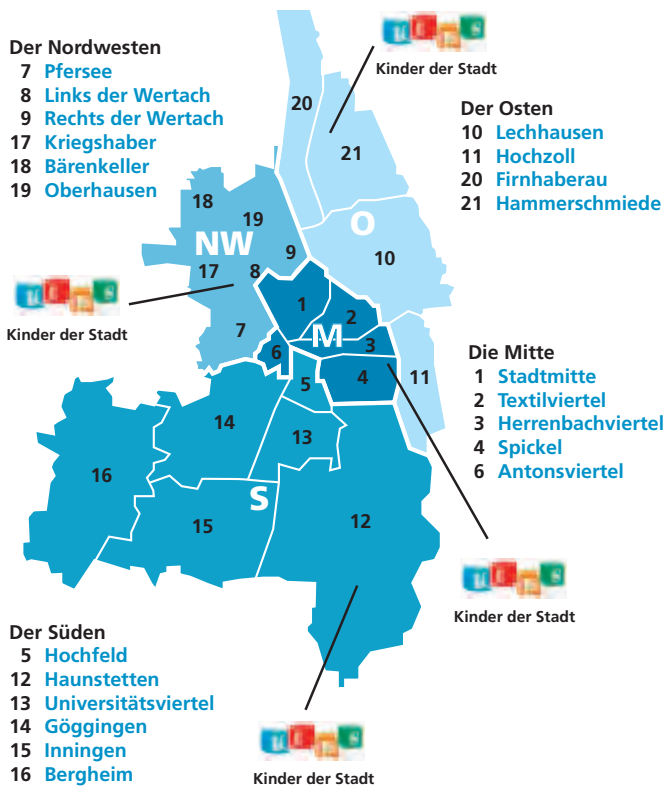 Der Nordwesten
7 Pfersee
8 Links der Wertach
9 Rechts der Wertach
17 Kriegshaber
18 Bärenkeller
19 Oberhausen
Kinder der Stadt
Der Osten
10 Lechhausen
11 Hochzoll
20 Firnhaberau
21 Hammerschmiede
20
21
18
19
NW
O
9
10
17
8
Kinder der Stadt
1
2
7
M
3
6
4
11
5
Die Mitte
1 Stadtmitte
2 Textilviertel
3 Herrenbachviertel
4 Spickel
6 Antonsviertel
14
13
16
S
12
15
Kinder der Stadt
Der Süden
5 Hochfeld
12 Haunstetten
13 Universitätsviertel
14 Göggingen
15 Inningen
16 Bergheim
Kinder der Stadt